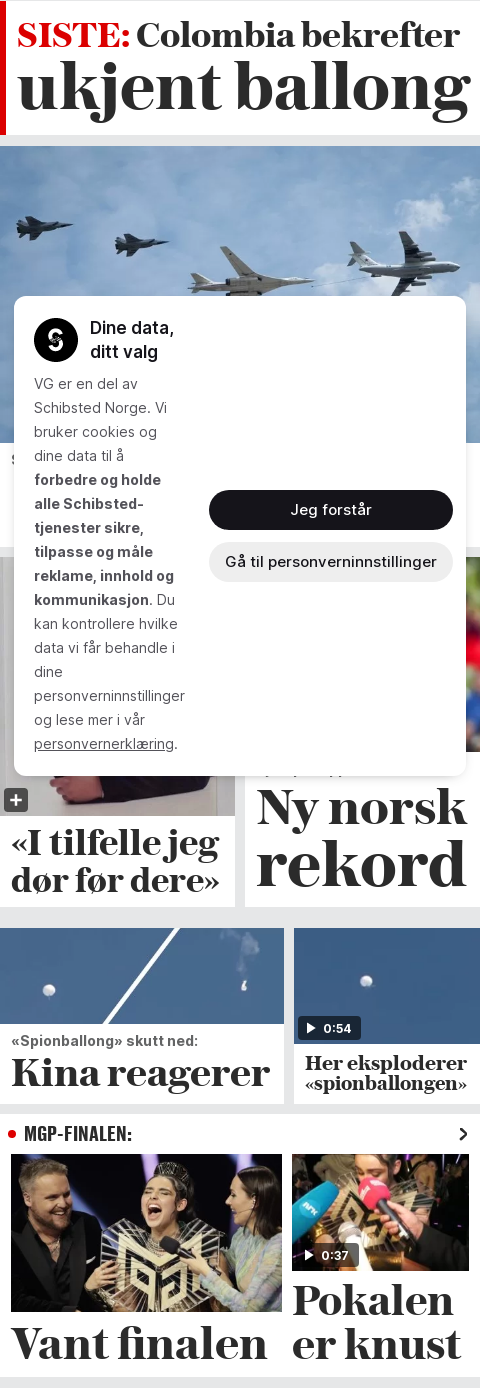 SISTE: Colombia bekrefter
ukjent ballong
Dine data,
ditt valg
VG er en del av
Schibsted Norge. Vi
bruker cookies og
dine data til å
forbedre og holde
alle Schibsted-
tjenester sikre,
tilpasse og måle
reklame, innhold og
kommunikasjon. Du
kan kontrollere hvilke
data vi får behandle i
dine
personverninnstillinger
og lese mer i vår
personvernerklæring.
Jeg forstår
Gå til personverninnstillinger
«I tilfelle jeg
dør før dere»
Ny norsk
rekord
«Spionballong» skutt ned:
Kina reagerer
0:54
Her eksploderer
«spionballongen»
MGP-FINALEN:
Vant finalen
0:37
Pokalen
er knust